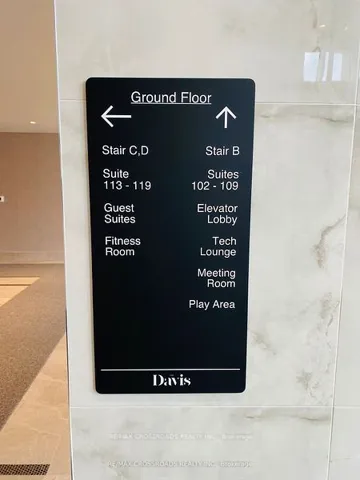 Ground Floor
Stair C,D
Suite
113 - 119
Guest
Suites
Fitness
Room
Stair B
Suites
102 - 109
Elevator
Lobby
Tech
Lounge
Meeting
Room
Play Area
Davis